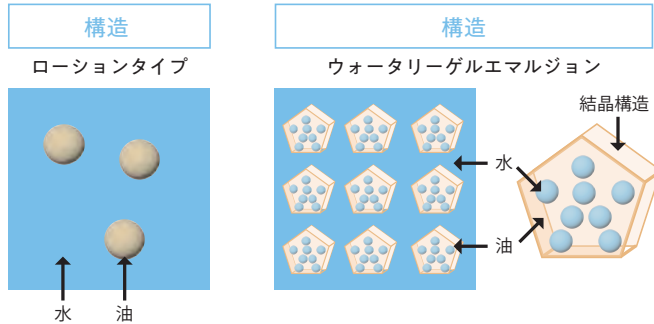 構造
ローションタイプ
水
油
構造
ウォータリーゲルエマルジョン
結晶構造
水
油